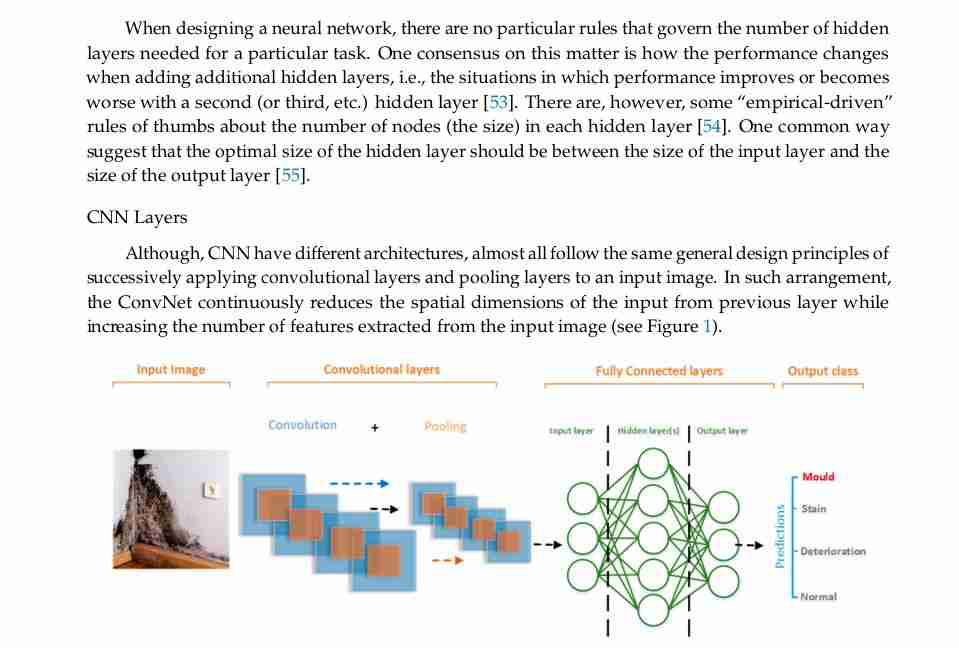 When designing a neural network, there are no particular rules that govern the number of hidden
layers needed for a particular task. One consensus on this matter is how the performance changes
when adding additional hidden layers, i.e., the situations in which performance improves or becomes
worse with a second (or third, etc.) hidden layer [53]. There are, however, some “empirical-driven”
rules of thumbs about the number of nodes (the size) in each hidden layer [54]. One common way
suggest that the optimal size of the hidden layer should be between the size of the input layer and the
size of the output layer [55].
CNN Layers
Although, CNN have different architectures, almost all follow the same general design principles of
successively applying convolutional layers and pooling layers to an input image. In such arrangement,
the ConvNet continuously reduces the spatial dimensions of the input from previous layer while
increasing the number of features extracted from the input image (see Figure 1).
Input Image Convolutional layers Fully Connected layers Output class
Convolution + Pooling Input layer Hidden layer(s) Output layer
Mould
Stain
Predictions
Deterioration
Normal